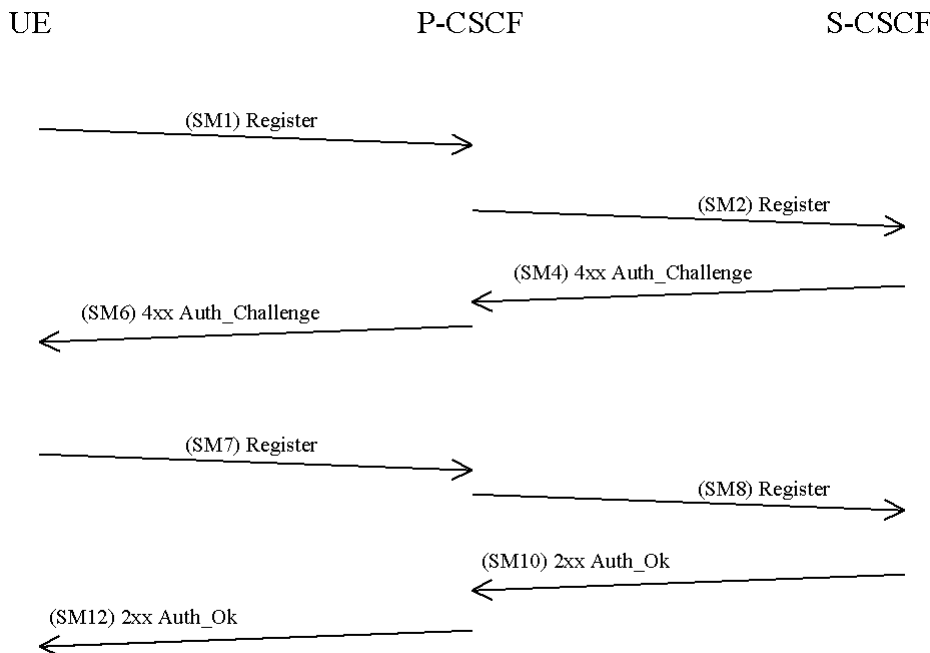 UE P-CSCF S-CSCF
(SM1) Register
(SM2) Register
(SM4) 4xx Auth_Challenge
(SM6) 4xx Auth_Challenge
(SM7) Register
(SM8) Register
(SM10) 2xx Auth_Ok
(SM12) 2xx Auth_Ok